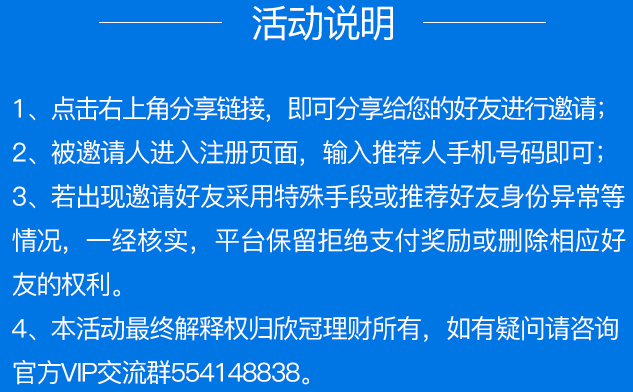 活动说明
1、点击右上角分享链接，即可分享给您的好友进行邀请；
2、被邀请人进入注册页面，输入推荐人手机号码即可；
3、若出现邀请好友采用特殊手段或推荐好友身份异常等
情况，一经核实，平台保留拒绝支付奖励或删除相应好
友的权利。
4、本活动最终解释权归欣冠理财所有，如有疑问请咨询
官方VIP交流群554148838。